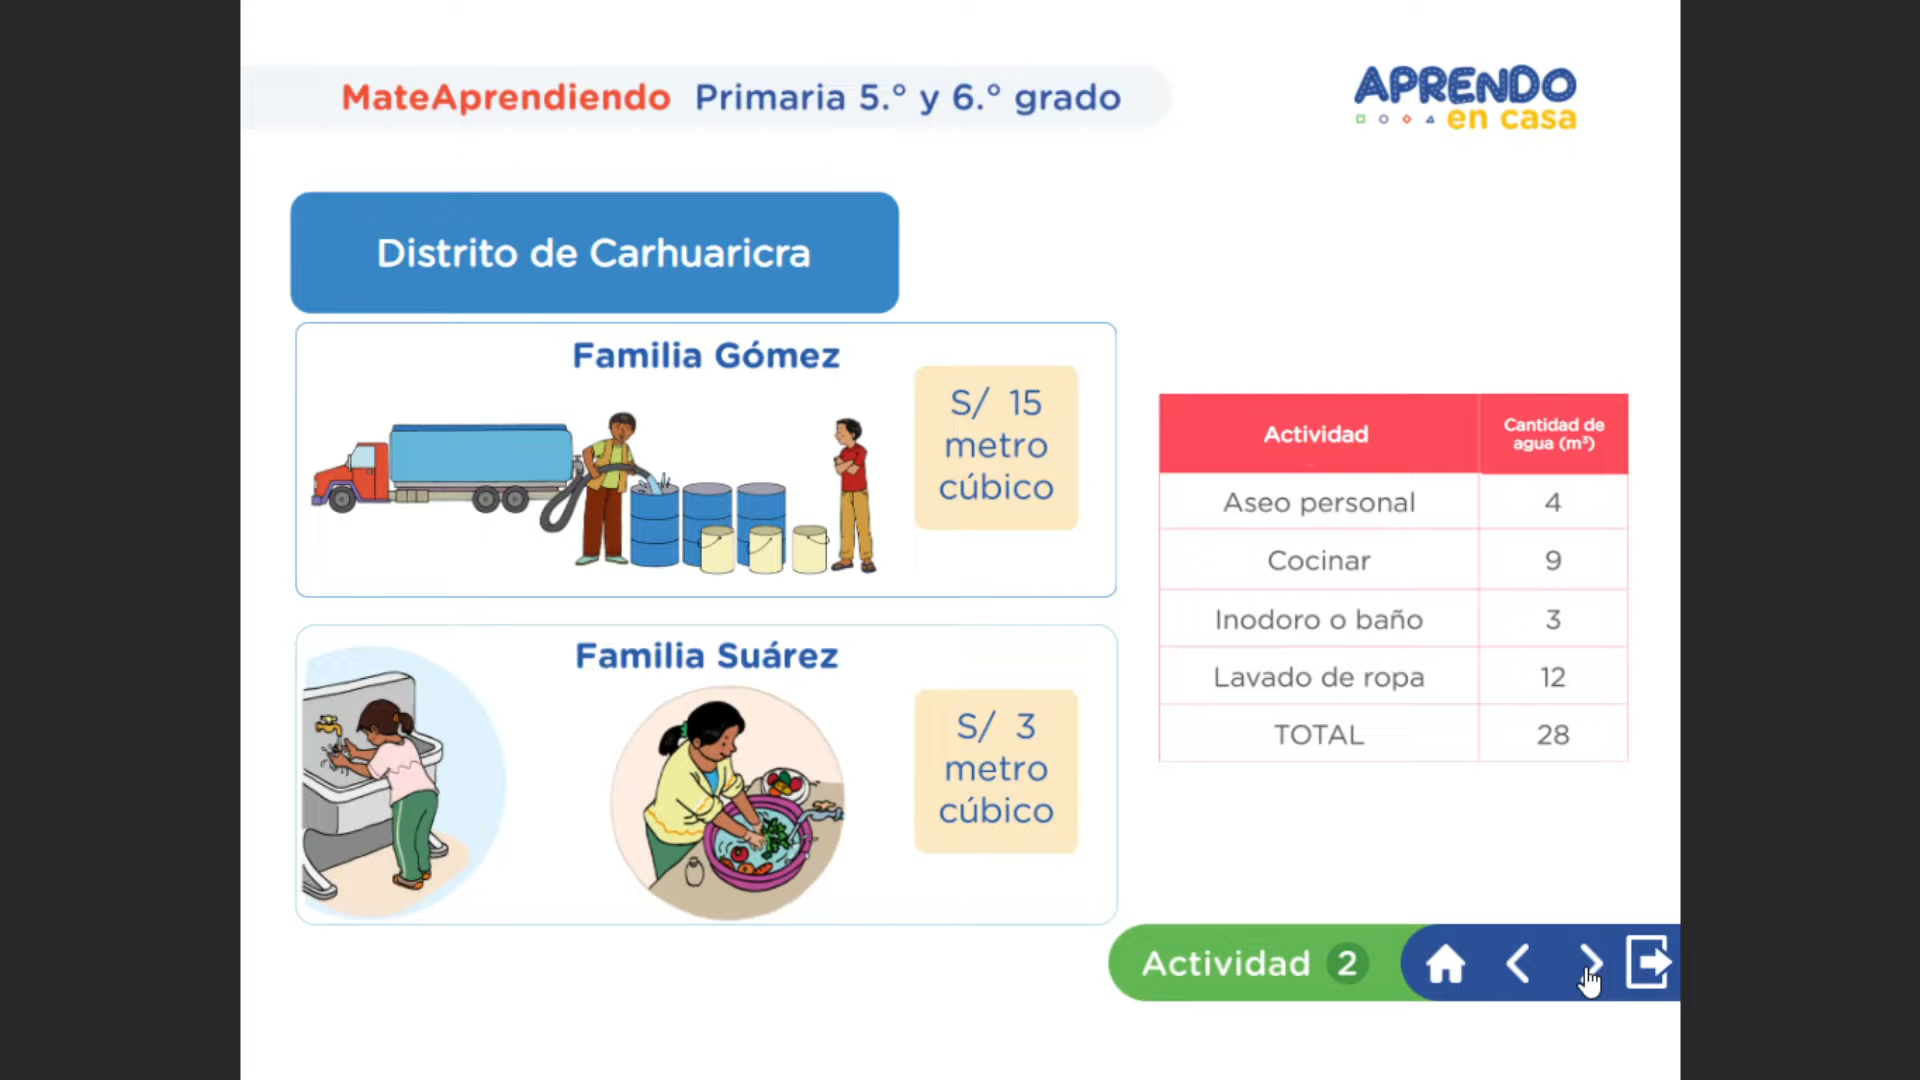 MateAprendiendo Primaria 5.° y 6.° grado
APRENDO
en casa
Distrito de Carhuaricra
Familia Gómez
S/ 15
metro
cúbico
Familia Suárez
S/ 3
metro
cúbico
Actividad Cantidad de agua (m³)
Aseo personal 4
Cocinar 9
Inodoro o baño 3
Lavado de ropa 12
TOTAL 28
Actividad 2